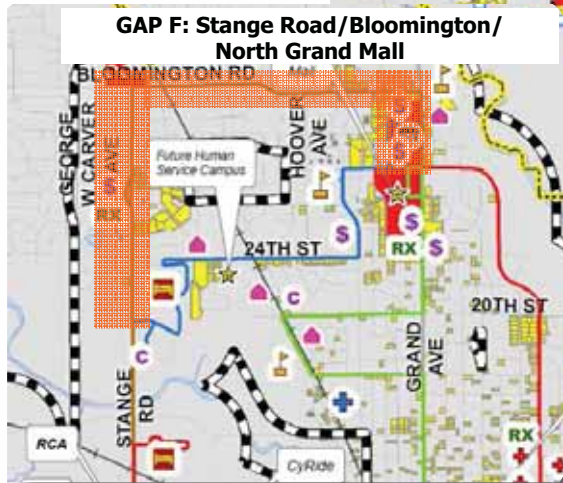 GAP F: Stange Road/Bloomington/
North Grand Mall
BLOOMINGTON RD
GEORGE
W CARVER
AVE
HOOVER
AVE
Future Human
Service Campus
RX
$
24TH ST
$
$
RX
C
20TH ST
GRAND
AVE
C
STANGE
RD
RCA
CyRide
RX